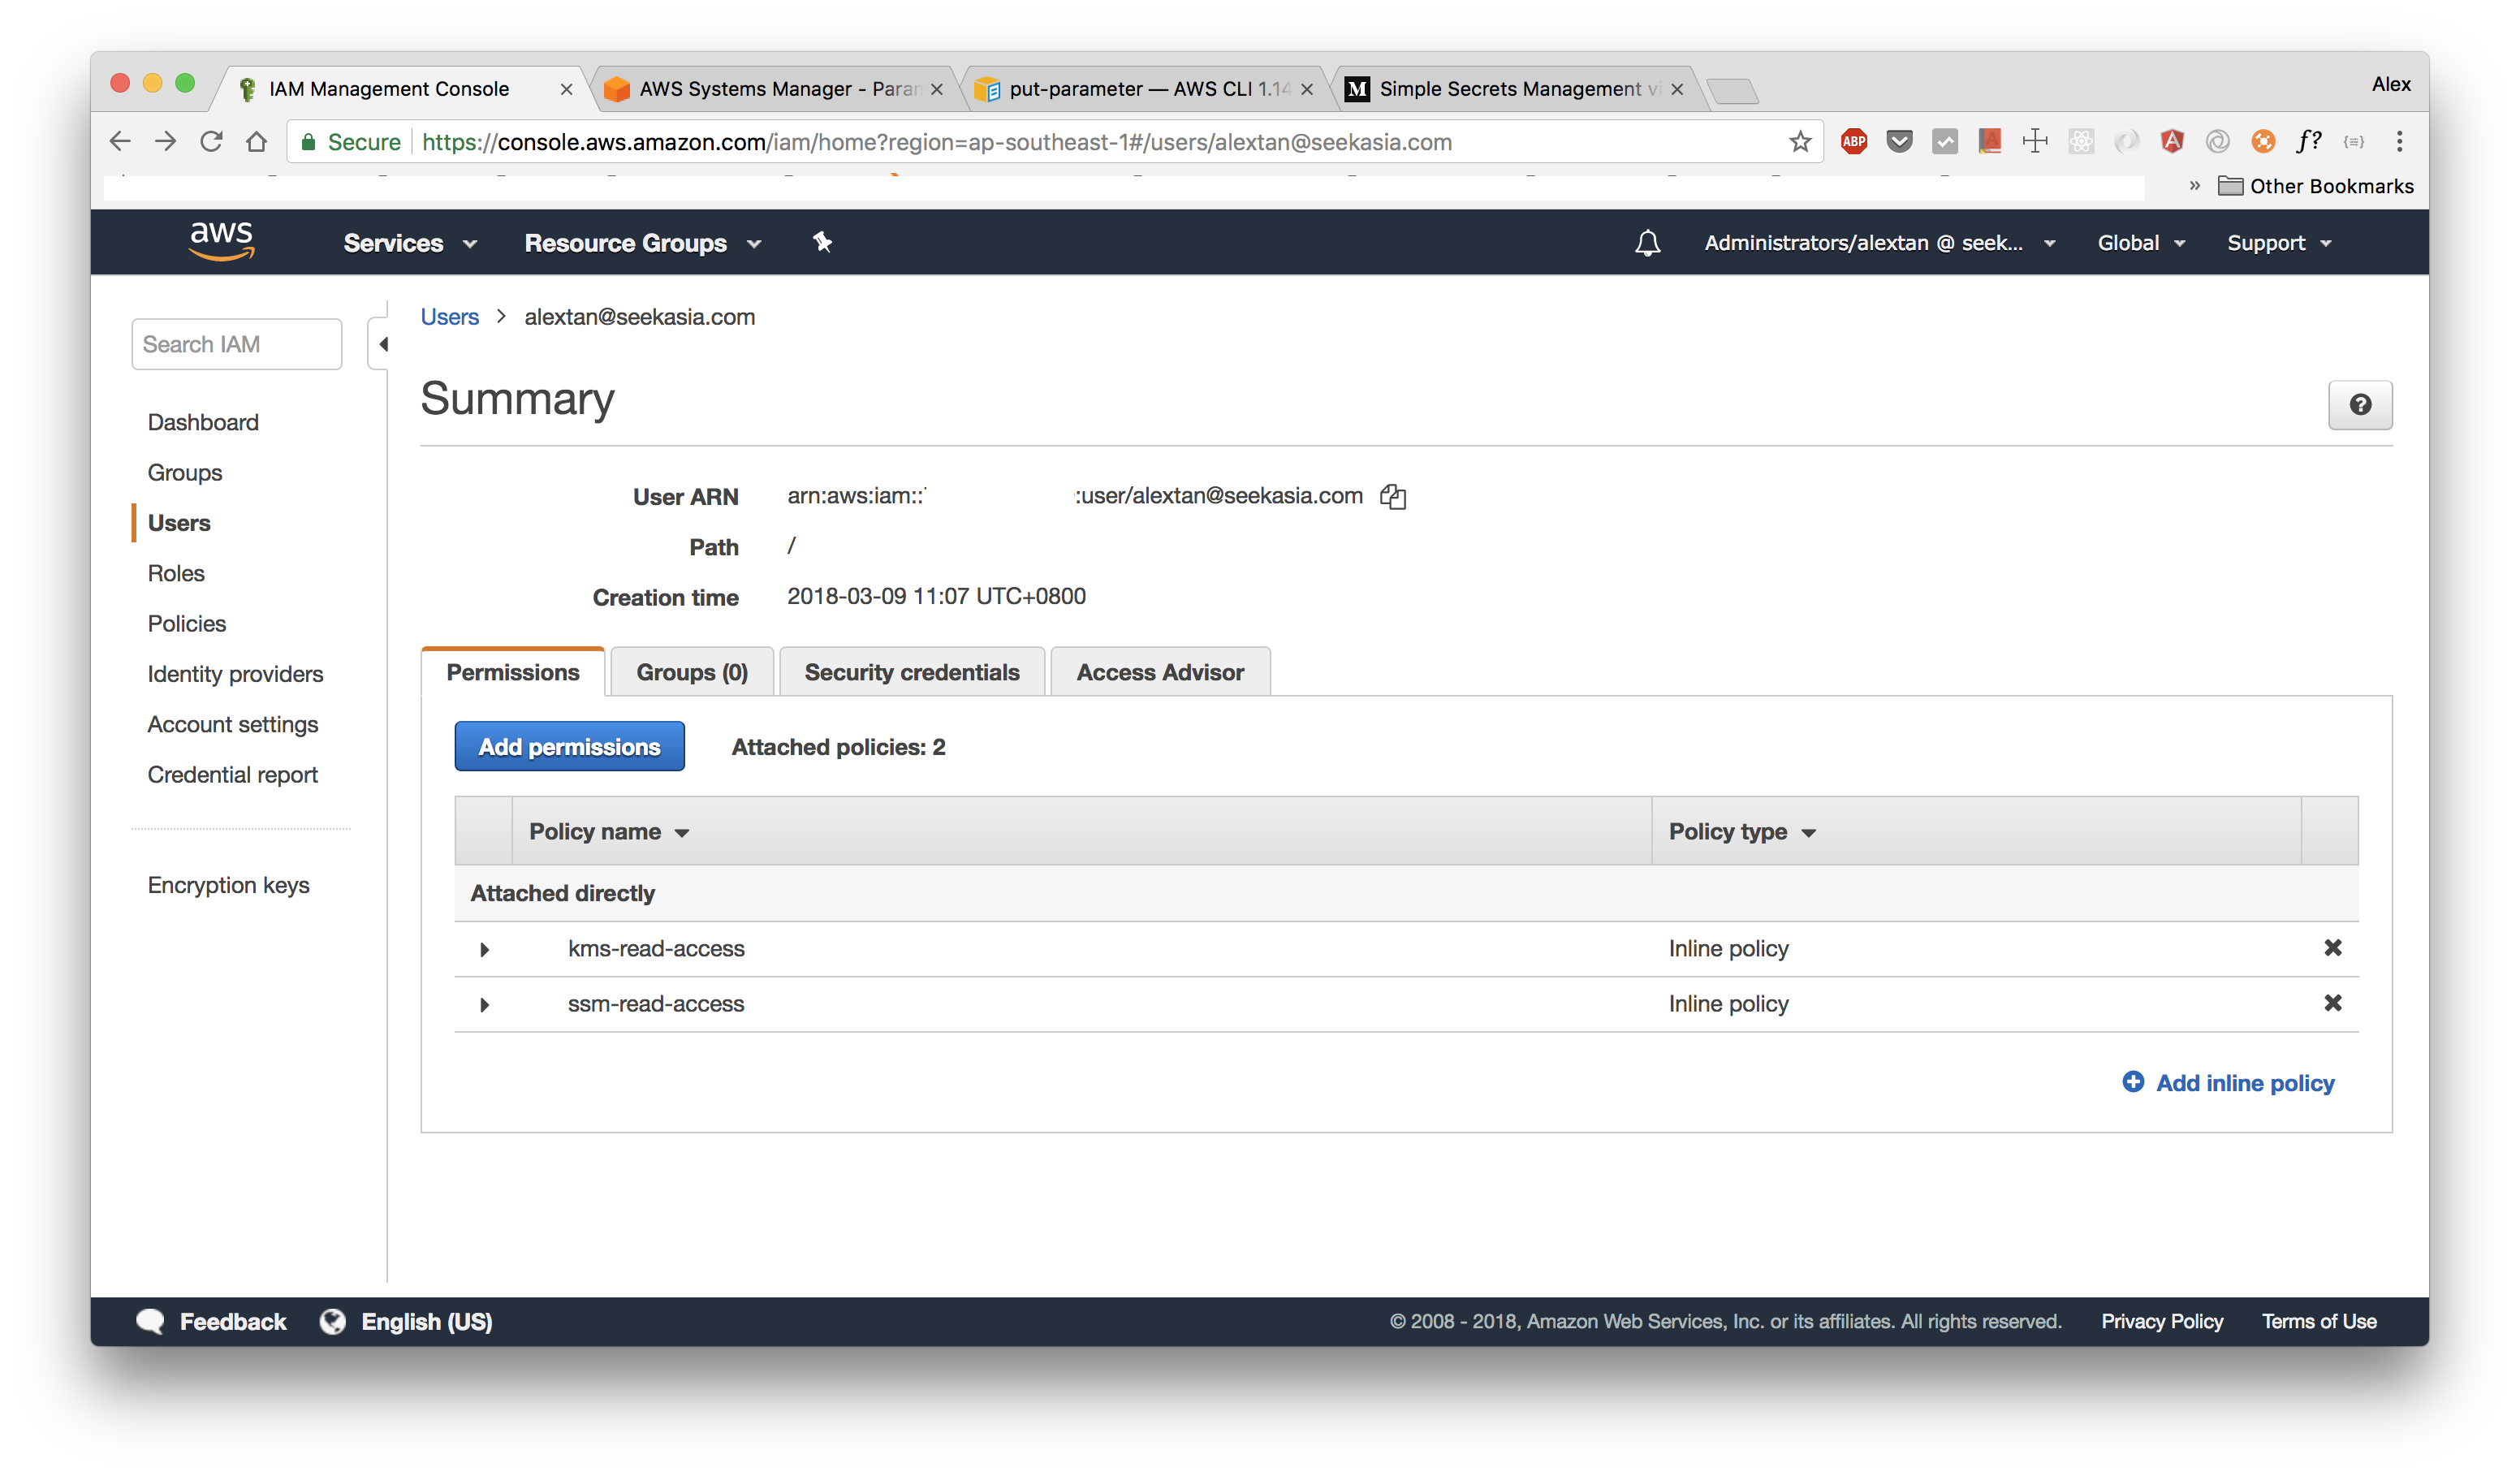 IAM Management Console
AWS Systems Manager - Param
put-parameter — AWS CLI 1.14
Simple Secrets Management vi
Alex
Secure
https://console.aws.amazon.com/iam/home?region=ap-southeast-1#/users/alextan@seekasia.com
ABP
f?
» Other Bookmarks
aws
Services
Resource Groups
Administrators/alextan @ seek...
Global
Support
Search IAM
Dashboard
Groups
Users
Roles
Policies
Identity providers
Account settings
Credential report
Encryption keys
Users > alextan@seekasia.com
Summary
User ARN arn:aws:iam:: :user/alextan@seekasia.com
Path /
Creation time 2018-03-09 11:07 UTC+0800
Permissions
Groups (0)
Security credentials
Access Advisor
Add permissions
Attached policies: 2
Policy name
Policy type
Attached directly
kms-read-access Inline policy
ssm-read-access Inline policy
Add inline policy
Feedback
English (US)
© 2008 - 2018, Amazon Web Services, Inc. or its affiliates. All rights reserved.
Privacy Policy
Terms of Use